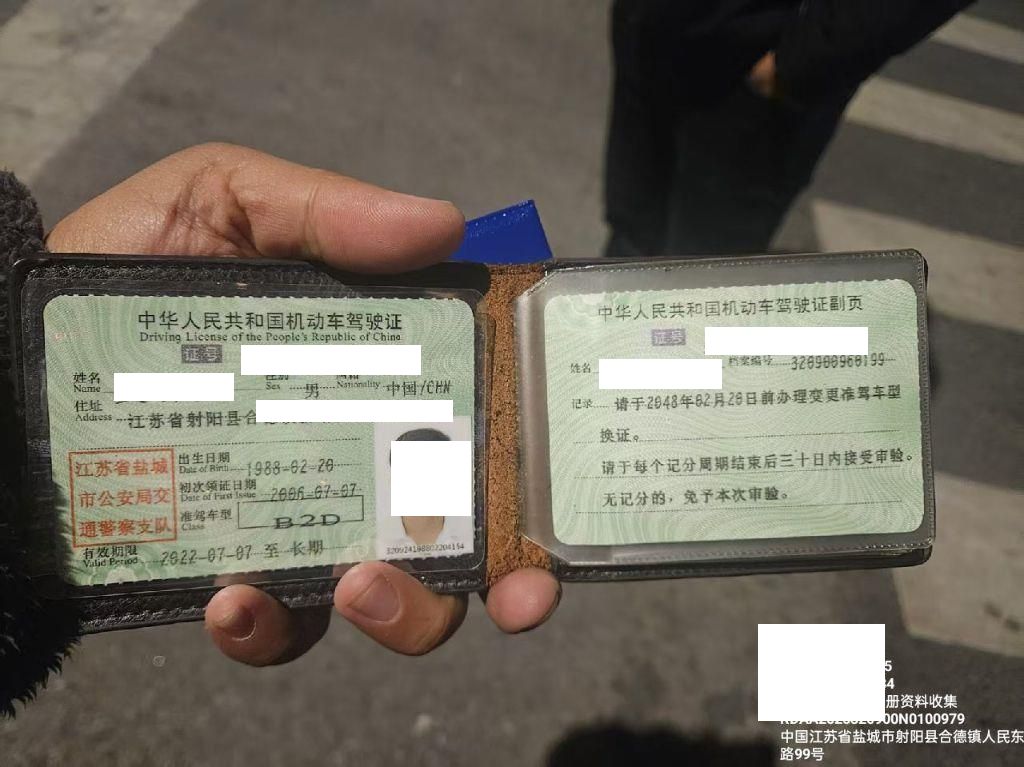 中华人民共和国机动车驾驶证
Driving License of the People's Republic of China
证号
姓名
Name
Sex 男 Nationality 中国/CHN
住址
Address 江苏省射阳县合
江苏省盐城
市公安局交
通警察支队
出生日期
Date of Birth 1988-02-20
初次领证日期
Date of First Issue 2006-07-07
准驾车型
Class B2D
有效期限
Valid Period 2022-07-07 至 长期
320924198802204154
中华人民共和国机动车驾驶证副页
证号
姓名 档案编号 320900960199
记录 请于2048年02月20日前办理变更准驾车型
换证。
请于每个记分周期结束后三十日内接受审验。
无记分的，免予本次审验。
册资料收集
中国江苏省盐城市射阳县合德镇人民东
路99号